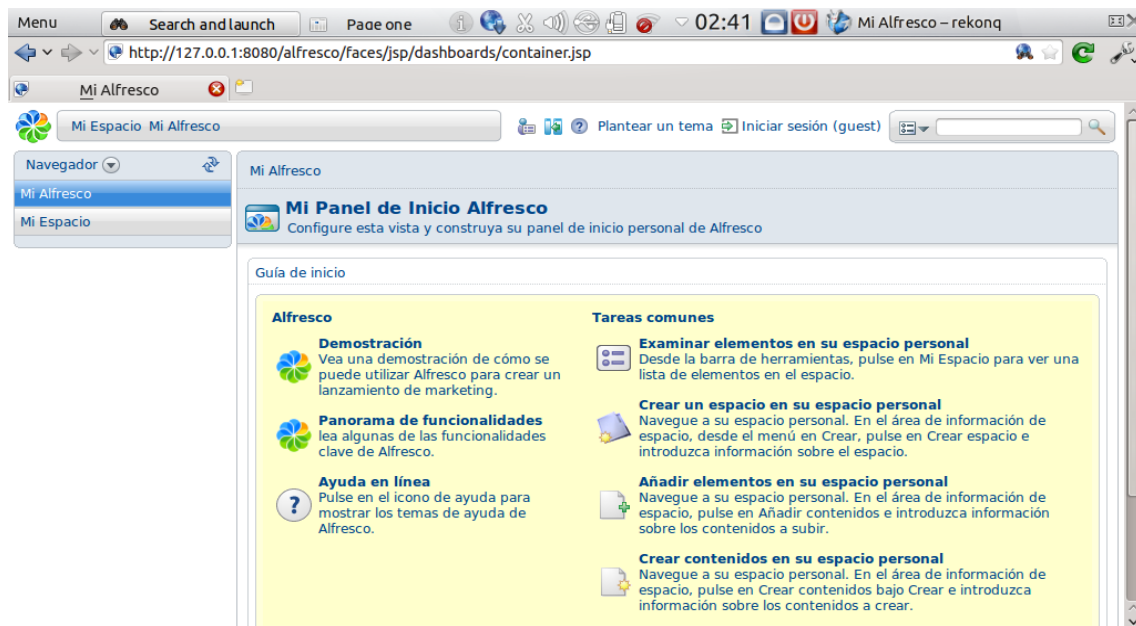 Menu Search and launch Page one 02:41 Mi Alfresco – rekonq
http://127.0.0.1:8080/alfresco/faces/jsp/dashboards/container.jsp
Mi Alfresco
Mi Espacio Mi Alfresco Plantear un tema Iniciar sesión (guest)
Navegador
Mi Alfresco
Mi Espacio
Mi Alfresco
Mi Panel de Inicio Alfresco
Configure esta vista y construya su panel de inicio personal de Alfresco
Guía de inicio
Alfresco
Demostración
Vea una demostración de cómo se
puede utilizar Alfresco para crear un
lanzamiento de marketing.
Panorama de funcionalidades
lea algunas de las funcionalidades
clave de Alfresco.
Ayuda en línea
Pulse en el icono de ayuda para
mostrar los temas de ayuda de
Alfresco.
Tareas comunes
Examinar elementos en su espacio personal
Desde la barra de herramientas, pulse en Mi Espacio para ver una
lista de elementos en el espacio.
Crear un espacio en su espacio personal
Navegue a su espacio personal. En el área de información de
espacio, desde el menú en Crear, pulse en Crear espacio e
introduzca información sobre el espacio.
Añadir elementos en su espacio personal
Navegue a su espacio personal. En el área de información de
espacio, pulse en Añadir contenidos e introduzca información
sobre los contenidos a subir.
Crear contenidos en su espacio personal
Navegue a su espacio personal. En el área de información de
espacio, pulse en Crear contenidos bajo Crear e introduzca
información sobre los contenidos a crear.